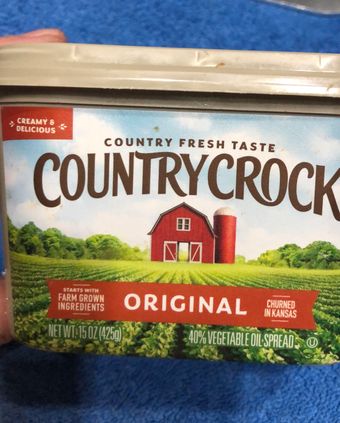 CREAMY &
DELICIOUS
COUNTRY FRESH TASTE
COUNTRY CROCK
STARTS WITH
FARM GROWN
INGREDIENTS
ORIGINAL
CHURNED
IN KANSAS
NET WT. 15 OZ (425g)
40% VEGETABLE OIL SPREAD
U